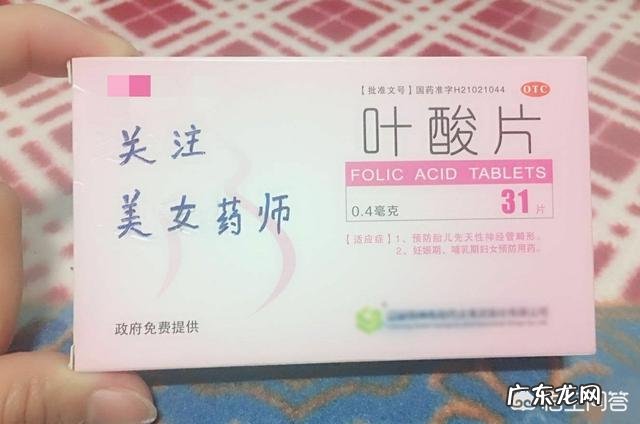 【批准文号】国药准字H21021044 OTC
叶酸片
FOLIC ACID TABLETS
0.4毫克 31片
【适应症】1、预防胎儿先天性神经管畸形。
2、妊娠期、哺乳期妇女预防用药。
关注
美女药师
政府免费提供
广东龙网